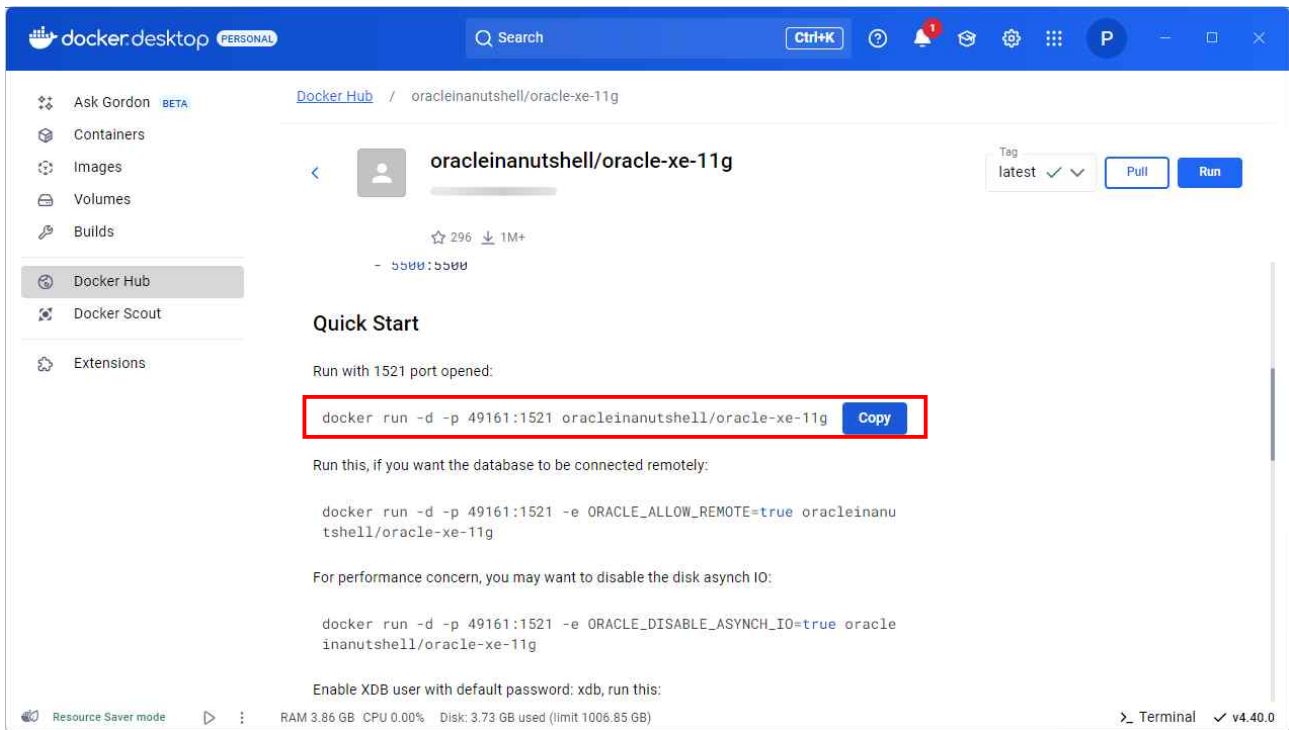 docker.desktop PERSONAL
Search
Ctrl+K
1
P
Ask Gordon BETA
Containers
Images
Volumes
Builds
Docker Hub
Docker Scout
Extensions
Docker Hub / oracleinanutshell/oracle-xe-11g
oracleinanutshell/oracle-xe-11g
296 1M+
Tag
latest
Pull
Run
- 5500:5500
Quick Start
Run with 1521 port opened:
docker run -d -p 49161:1521 oracleinanutshell/oracle-xe-11g
Copy
Run this, if you want the database to be connected remotely:
docker run -d -p 49161:1521 -e ORACLE_ALLOW_REMOTE=true oracleinanu
tshell/oracle-xe-11g
For performance concern, you may want to disable the disk asynch IO:
docker run -d -p 49161:1521 -e ORACLE_DISABLE_ASYNCH_IO=true oracle
inanutshell/oracle-xe-11g
Enable XDB user with default password: xdb, run this:
Resource Saver mode
RAM 3.86 GB CPU 0.00% Disk: 3.73 GB used (limit 1006.85 GB)
>_ Terminal
v4.40.0